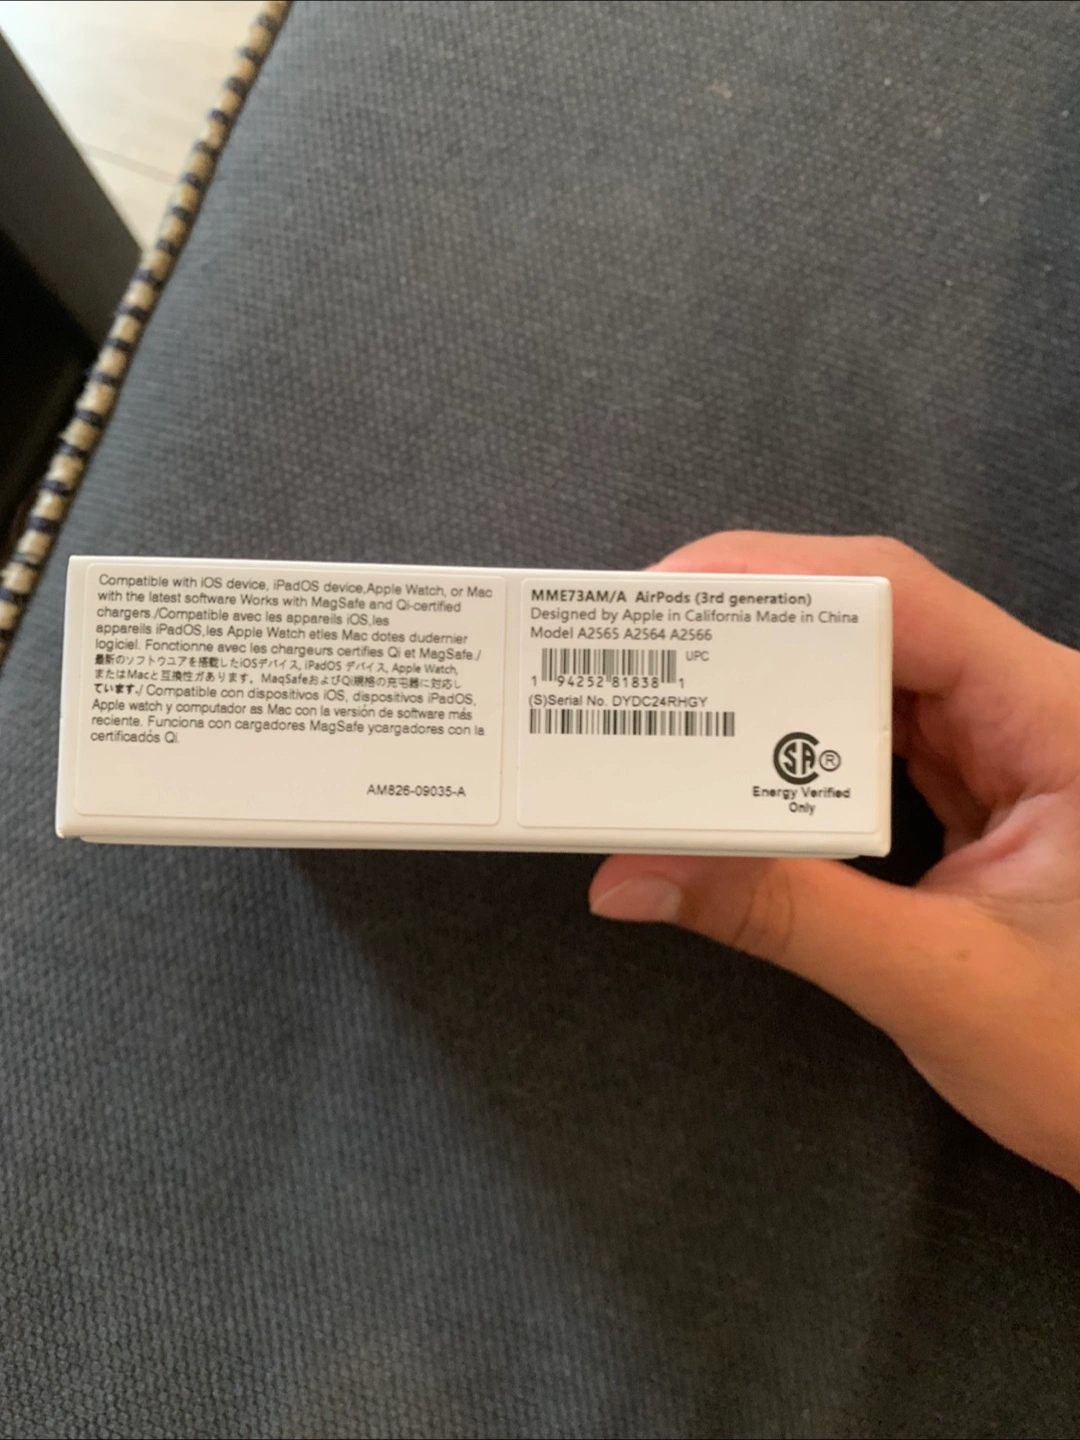 Compatible with iOS device, iPadOS device,Apple Watch, or Mac
with the latest software Works with MagSafe and Qi-certified
chargers./Compatible avec les appareils iOS,les
appareils iPadOS,les Apple Watch etles Mac dotes dudernier
logiciel. Fonctionne avec les chargeurs certifies Qi et MagSafe./
最新のソフトウエアを搭載したiOSデバイス, iPadOS デバイス, Apple Watch,
またはMacと互換性があります, MaqSafeおよびQi規格の充电器に対応し
ています./ Compatible con dispositivos iOS, dispositivos iPadOS,
Apple watch y computador as Mac con la versión de software más
reciente. Funciona con cargadores MagSafe ycargadores con la
certificadós Qi.
AM826-09035-A
MME73AM/A AirPods (3rd generation)
Designed by Apple in California Made in China
Model A2565 A2564 A2566
UPC
1 94252 81838 1
(S)Serial No. DYDC24RHGY
SA ®
Energy Verified
Only